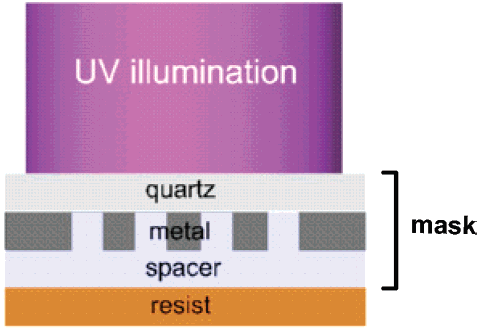 UV illumination
quartz
metal
mask
spacer
resist